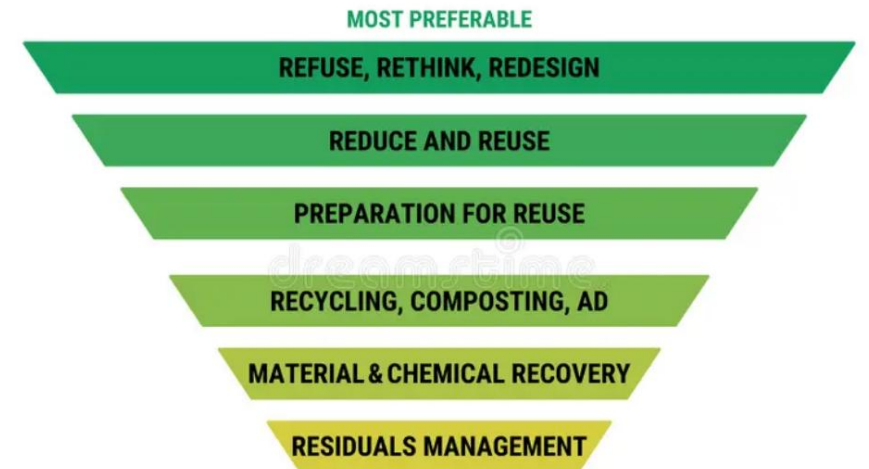 MOST PREFERABLE
REFUSE, RETHINK, REDESIGN
REDUCE AND REUSE
PREPARATION FOR REUSE
dreamstime
RECYCLING, COMPOSTING, AD
MATERIAL & CHEMICAL RECOVERY
RESIDUALS MANAGEMENT